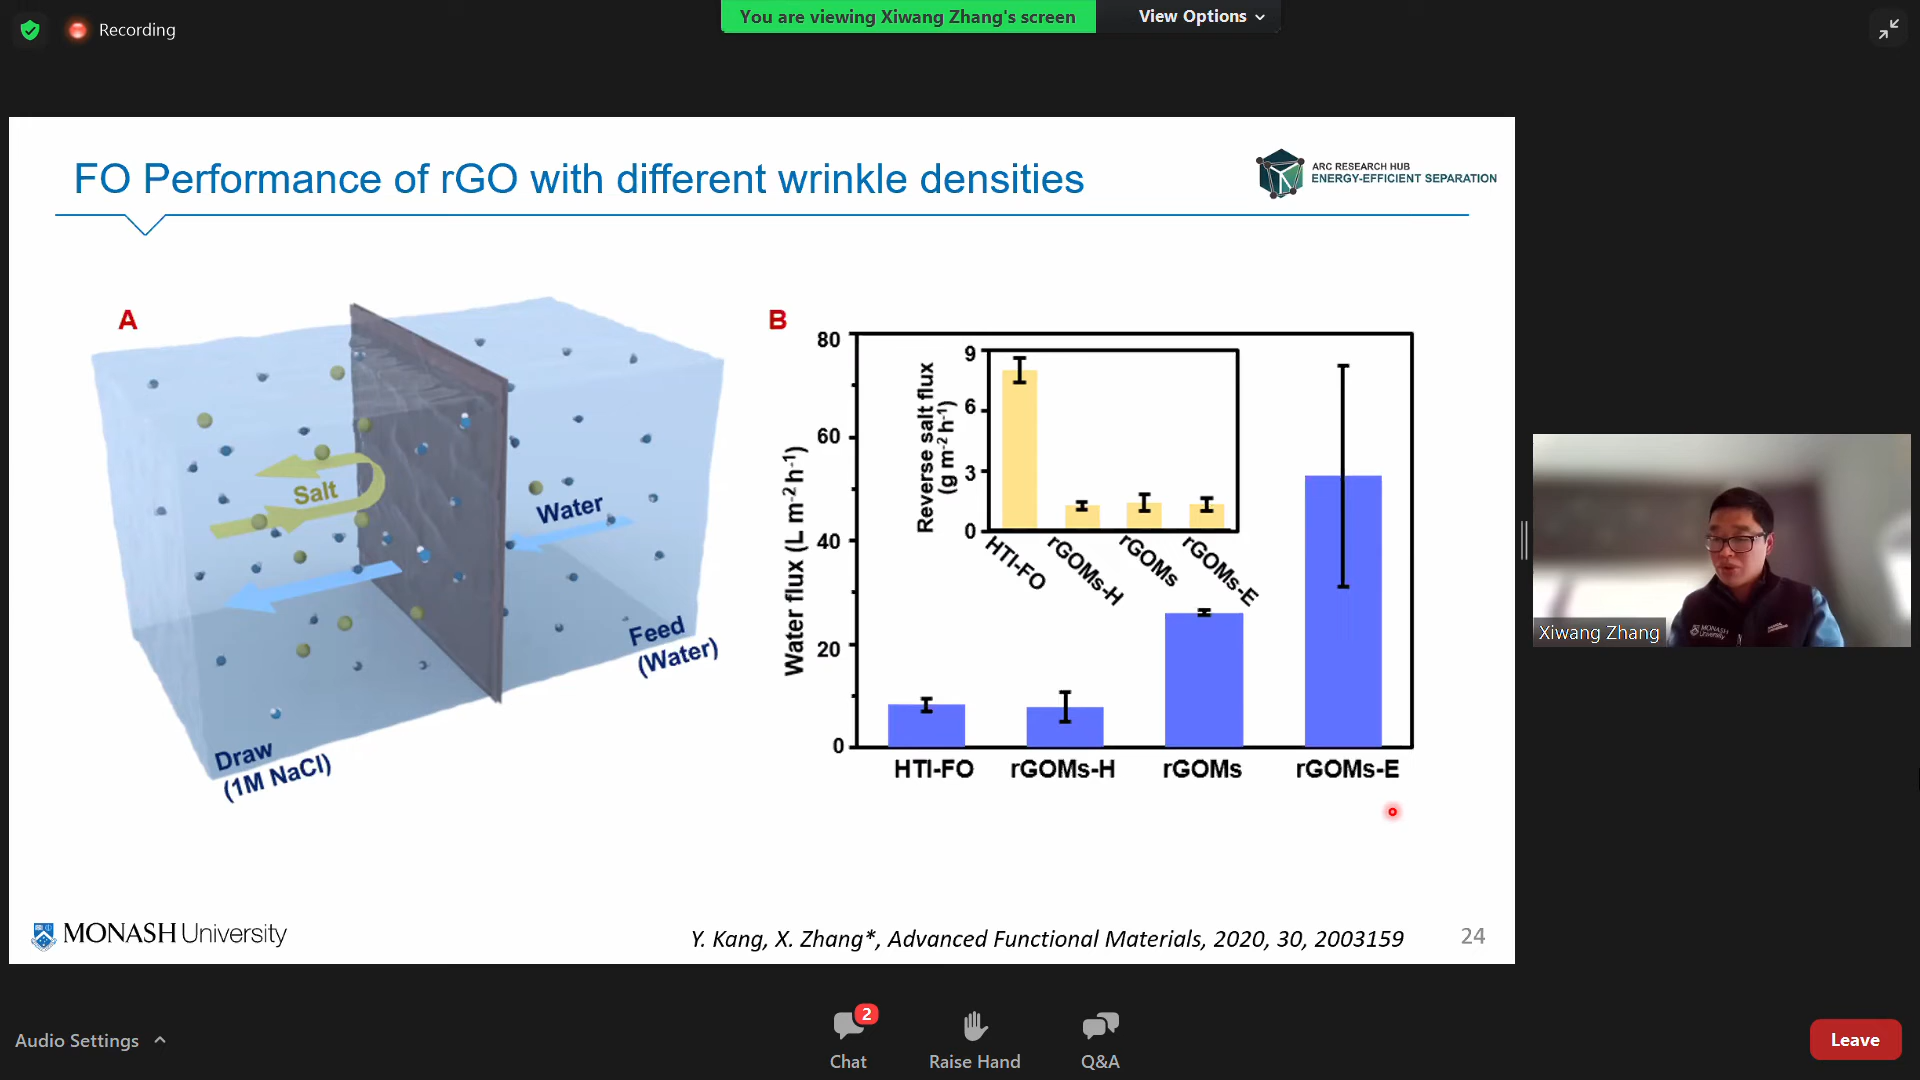 You are viewing Xiwang Zhang's screen
View Options
Recording
FO Performance of rGO with different wrinkle densities
ARC RESEARCH HUB
ENERGY-EFFICIENT SEPARATION
A
Salt
Water
Feed
(Water)
Draw
(1M NaCl)
B
Water flux (L m⁻² h⁻¹)
80
60
40
20
0
Reverse salt flux
(g m⁻² h⁻¹)
9
6
3
0
HTI-FO
rGOMs-H
rGOMs
rGOMs-E
HTI-FO
rGOMs-H
rGOMs
rGOMs-E
MONASH University
Y. Kang, X. Zhang*, Advanced Functional Materials, 2020, 30, 2003159
24
MONASH
University
Xiwang Zhang
Audio Settings
2
Chat
Raise Hand
Q&A
Leave